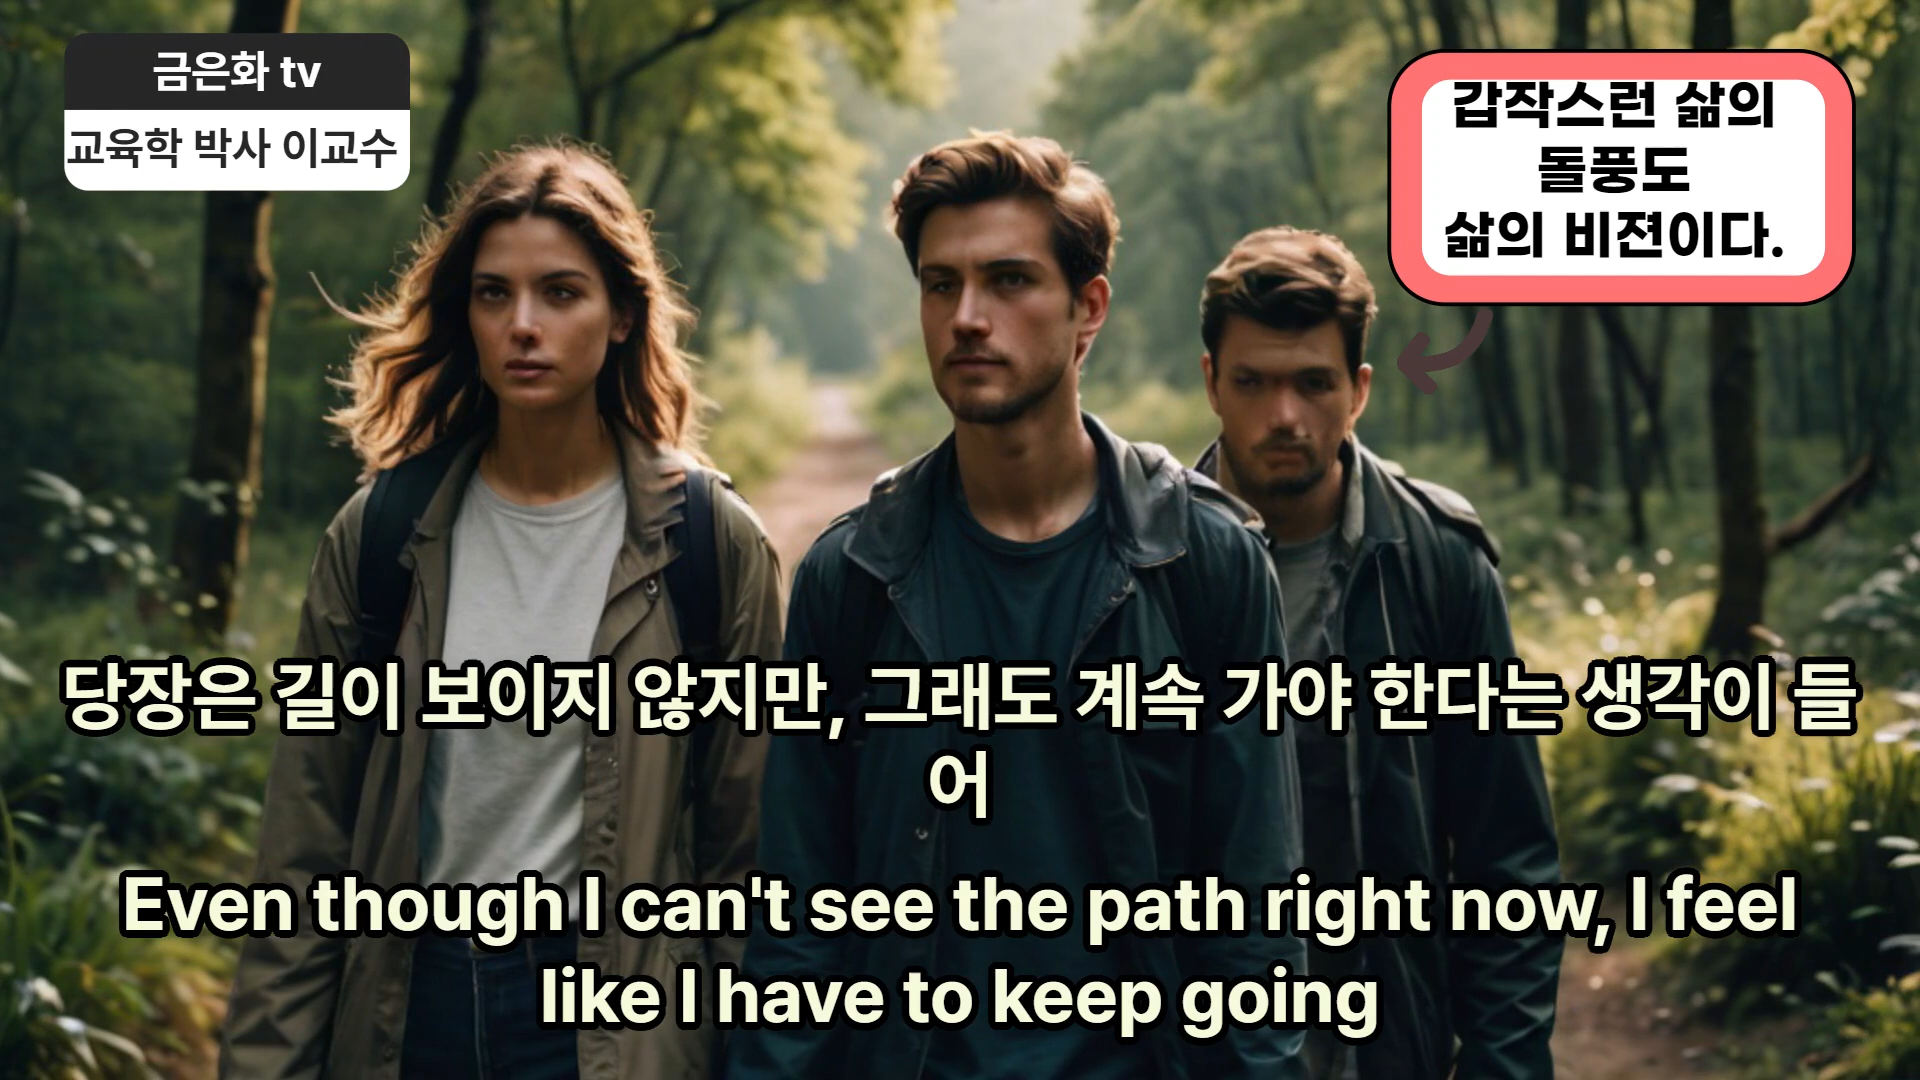 금은화 tv
교육학 박사 이교수
갑작스런 삶의
돌풍도
삶의 비젼이다.
당장은 길이 보이지 않지만, 그래도 계속 가야 한다는 생각이 들
어
Even though I can't see the path right now, I feel
like I have to keep going